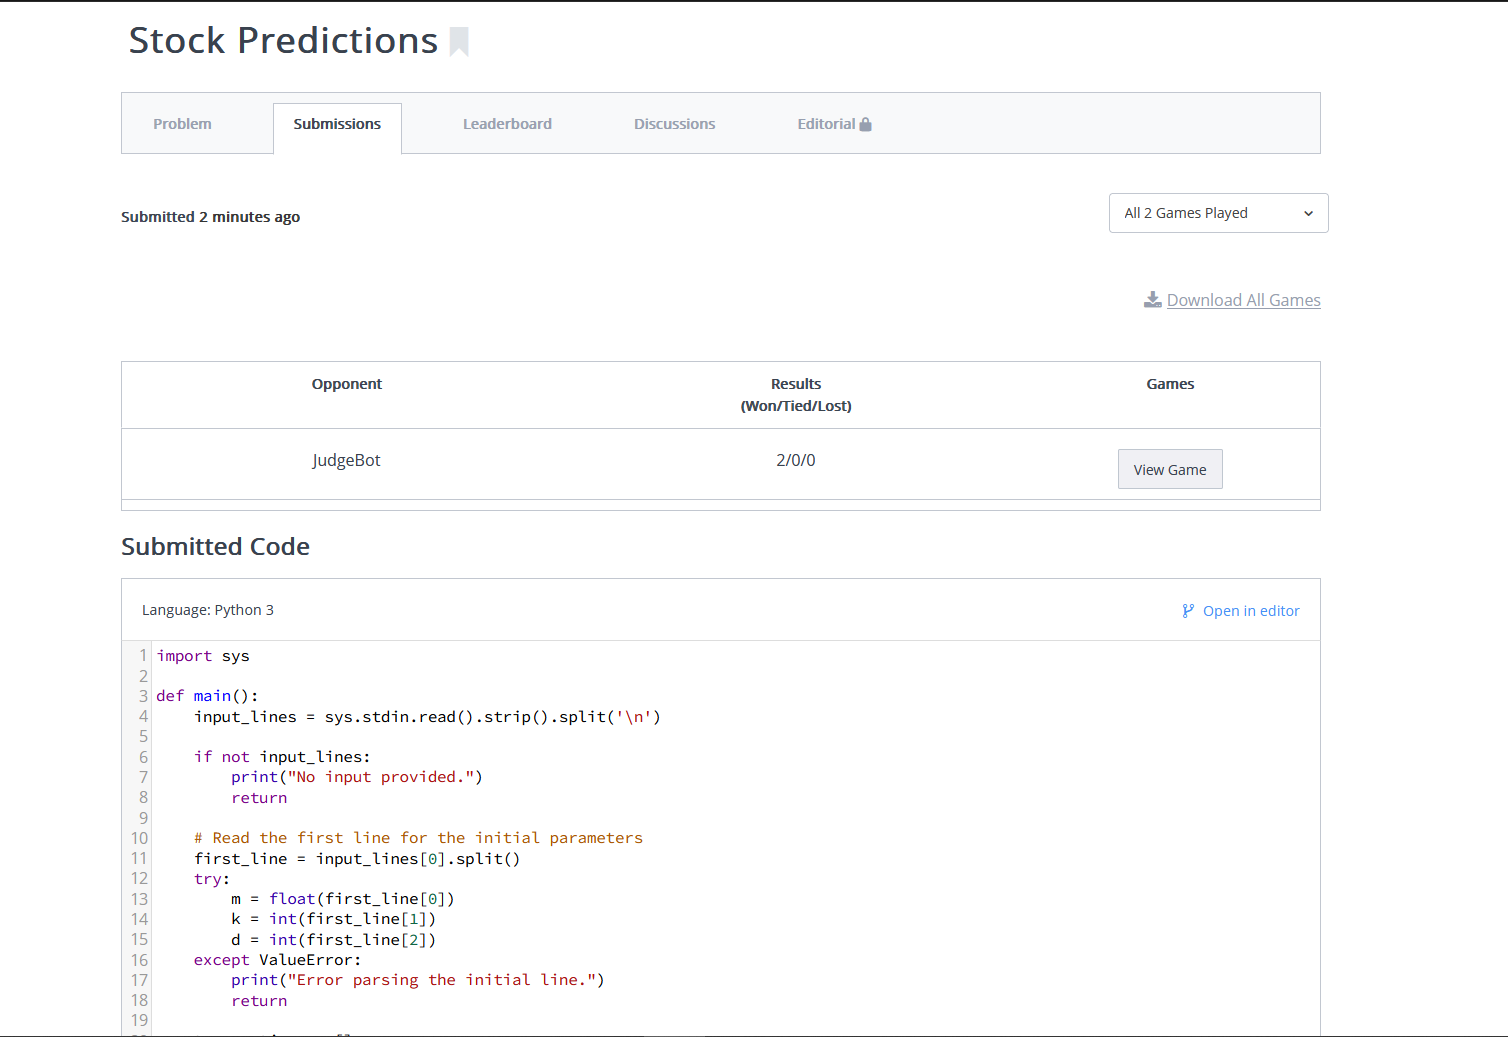 Stock Predictions
Problem
Submissions
Leaderboard
Discussions
Editorial
Submitted 2 minutes ago
All 2 Games Played
Download All Games
Opponent
Results
(Won/Tied/Lost)
Games
JudgeBot
2/0/0
View Game
Submitted Code
Language: Python 3
Open in editor
1 import sys
2
3 def main():
4     input_lines = sys.stdin.read().strip().split('\n')
5
6     if not input_lines:
7         print("No input provided.")
8         return
9
10     # Read the first line for the initial parameters
11     first_line = input_lines[0].split()
12     try:
13         m = float(first_line[0])
14         k = int(first_line[1])
15         d = int(first_line[2])
16     except ValueError:
17         print("Error parsing the initial line.")
18         return
19